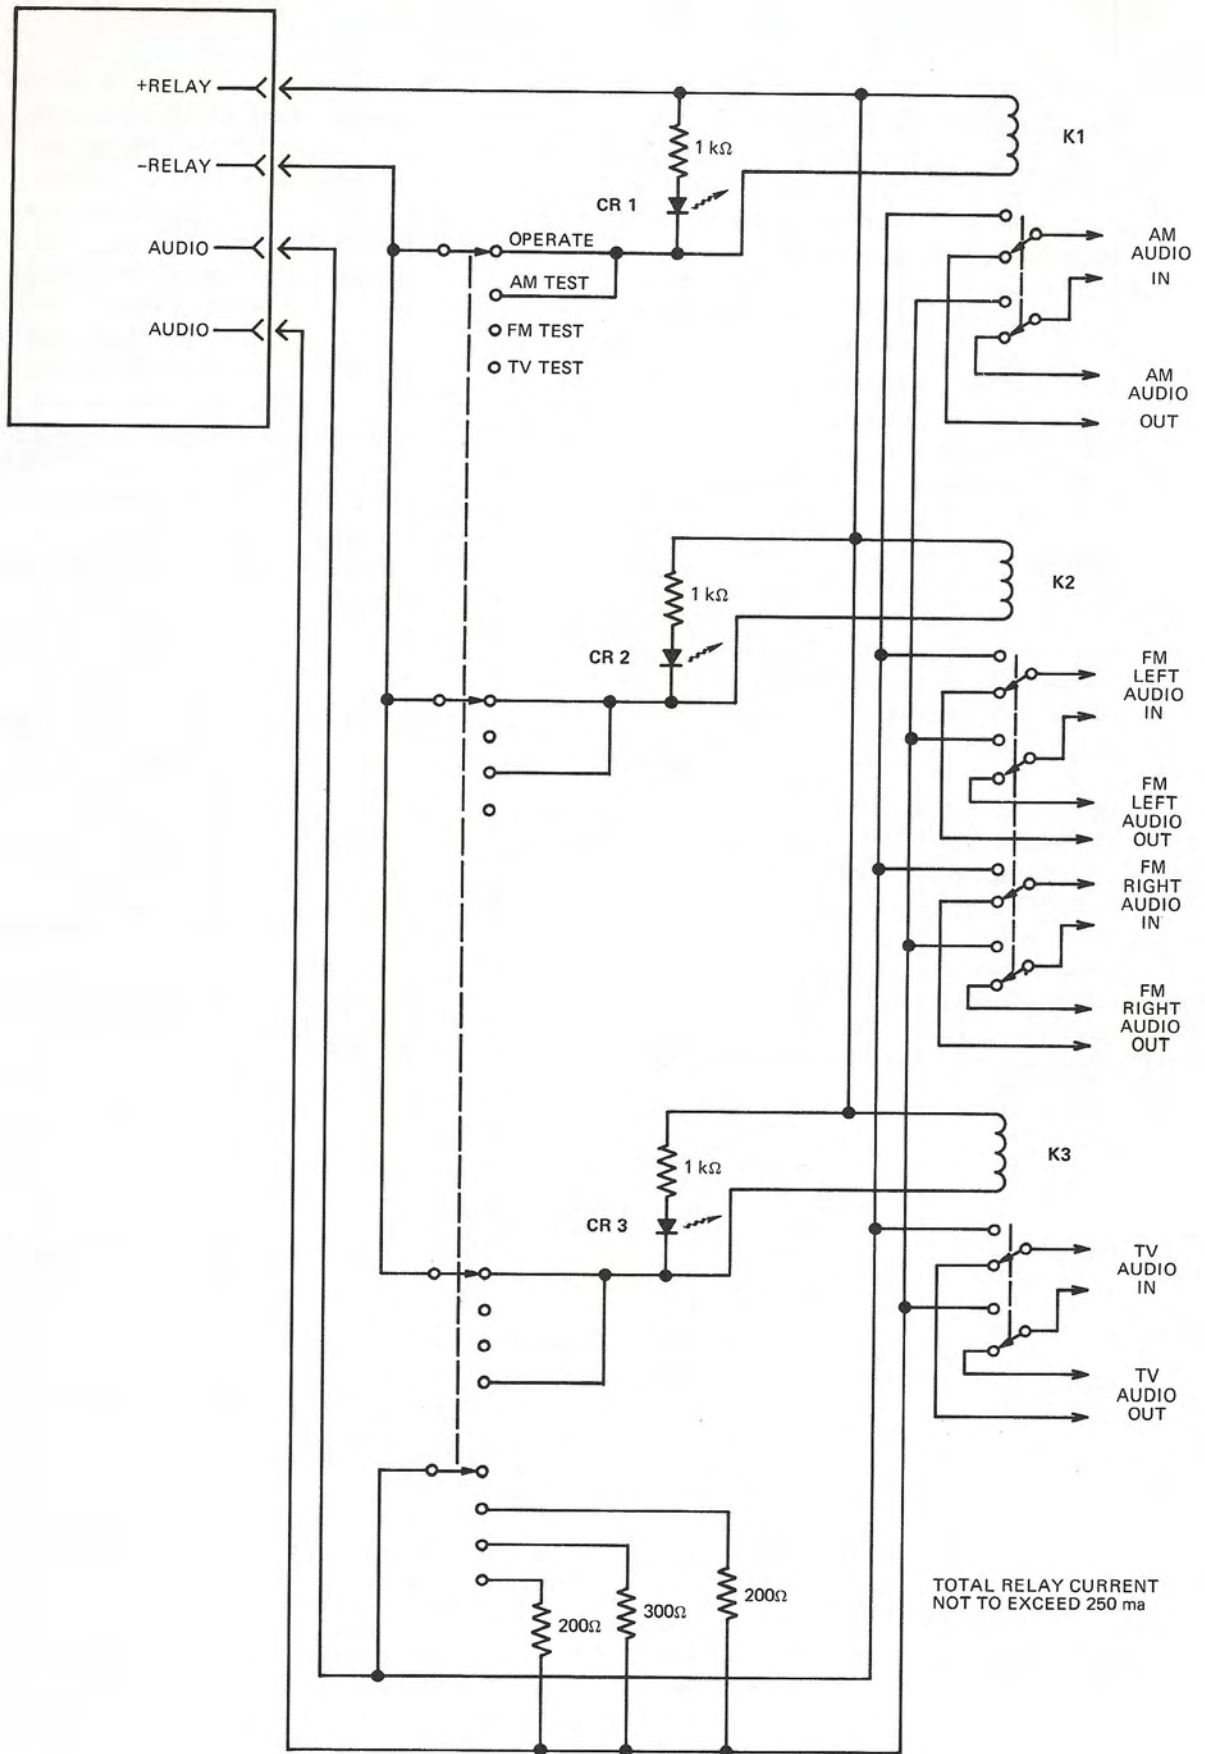 +RELAY
−RELAY
AUDIO
AUDIO
1 kΩ
CR 1
K1
OPERATE
AM TEST
FM TEST
TV TEST
AM
AUDIO
IN
AM
AUDIO
OUT
1 kΩ
CR 2
K2
FM
LEFT
AUDIO
IN
FM
LEFT
AUDIO
OUT
FM
RIGHT
AUDIO
IN
FM
RIGHT
AUDIO
OUT
1 kΩ
CR 3
K3
TV
AUDIO
IN
TV
AUDIO
OUT
200Ω
300Ω
200Ω
TOTAL RELAY CURRENT
NOT TO EXCEED 250 ma